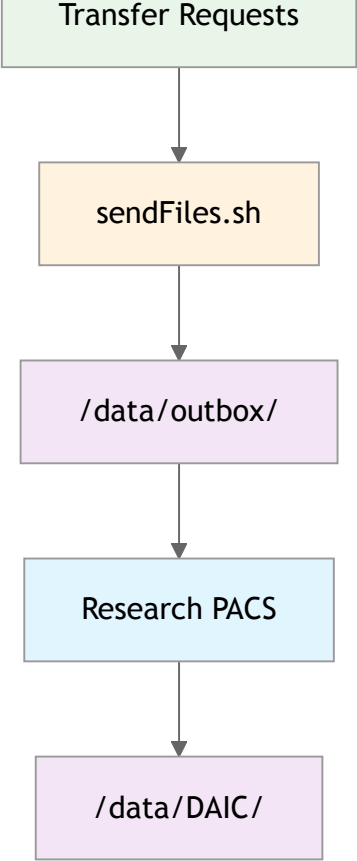 Transfer Requests
sendFiles.sh
/data/outbox/
Research PACS
/data/DAIC/